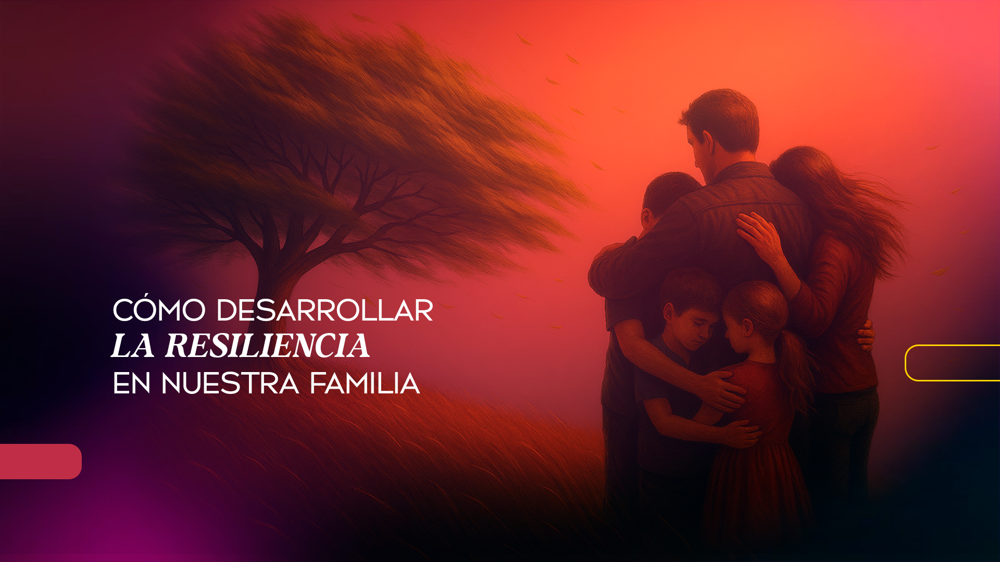 CÓMO DESARROLLAR
LA RESILIENCIA
EN NUESTRA FAMILIA